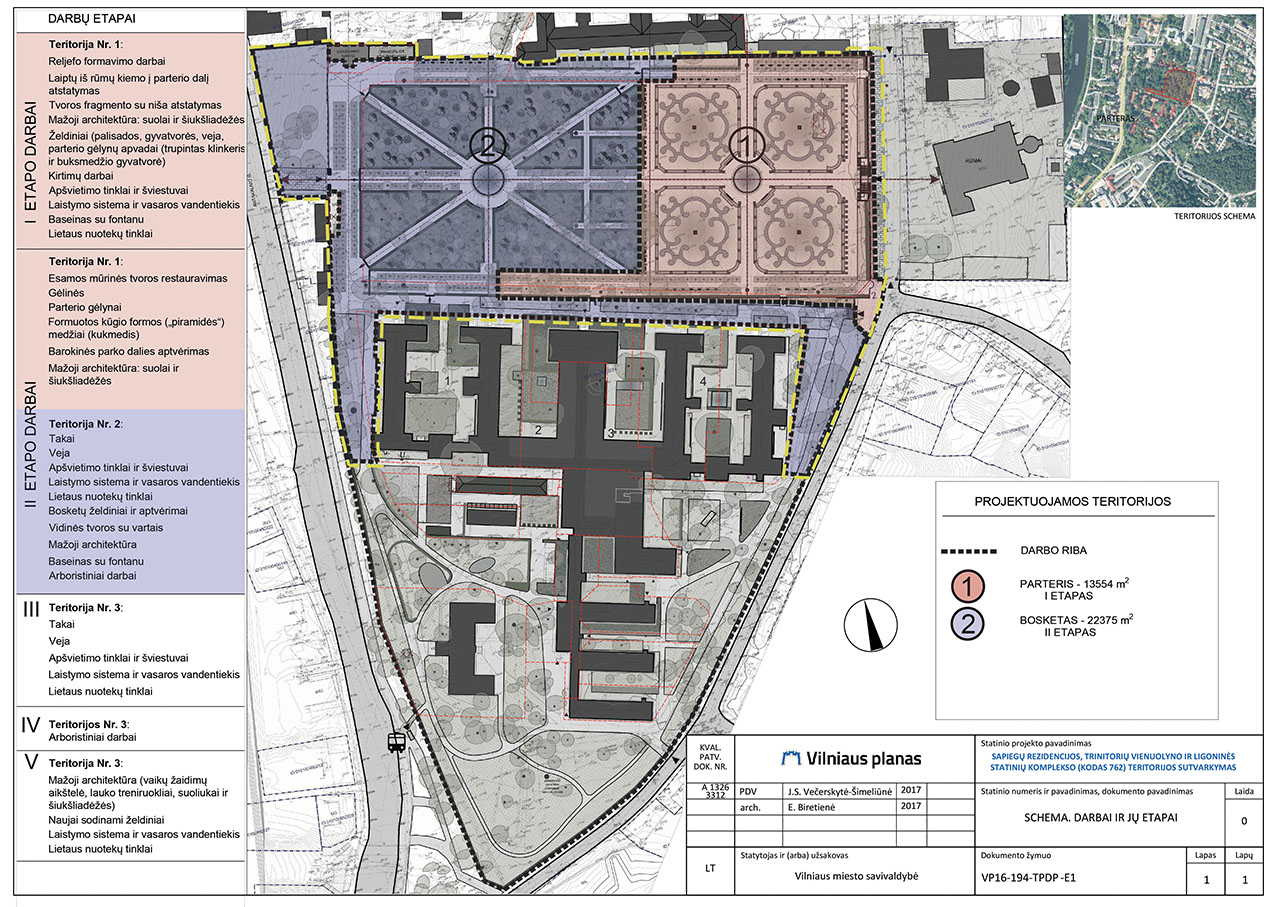 DARBŲ ETAPAI
I ETAPO DARBAI
Teritorija Nr. 1:
Reljefo formavimo darbai
Laiptų iš rūmų kiemo į parterio dalį
atstatymas
Tvoros fragmento su niša atstatymas
Mažoji architektūra: suolai ir šiukšliadėžės
Želdiniai (palisados, gyvatvorės, veja,
parterio gėlynų apvadai (trupintas klinkeris
ir buksmedžio gyvatvorė)
Kirtimų darbai
Apšvietimo tinklai ir šviestuvai
Laistymo sistema ir vasaros vandentiekis
Baseinas su fontanu
Lietaus nuotekų tinklai
II ETAPO DARBAI
Teritorija Nr. 1:
Esamos mūrinės tvoros restauravimas
Gėlinės
Parterio gėlynai
Formuotos kūgio formos („piramidės“)
medžiai (kukmedis)
Barokinės parko dalies aptvėrimas
Mažoji architektūra: suolai ir
šiukšliadėžės
Teritorija Nr. 2:
Takai
Veja
Apšvietimo tinklai ir šviestuvai
Laistymo sistema ir vasaros vandentiekis
Lietaus nuotekų tinklai
Bosketų želdiniai ir aptvėrimai
Vidinės tvoros su vartais
Mažoji architektūra
Baseinas su fontanu
Arboristiniai darbai
III
Teritorija Nr. 3:
Takai
Veja
Apšvietimo tinklai ir šviestuvai
Laistymo sistema ir vasaros vandentiekis
Lietaus nuotekų tinklai
IV
Teritorijos Nr. 3:
Arboristiniai darbai
V
Teritorija Nr. 3:
Mažoji architektūra (vaikų žaidimų
aikštelė, lauko treniruokliai, suoliukai ir
šiukšliadėžės)
Naujai sodinami želdiniai
Laistymo sistema ir vasaros vandentiekis
Lietaus nuotekų tinklai
2
1
RŪMAI
PARTERAS
TERITORIJOS SCHEMA
1
2
3
4
PROJEKTUOJAMOS TERITORIJOS
DARBO RIBA
1
PARTERIS - 13554 m²
I ETAPAS
2
BOSKETAS - 22375 m²
II ETAPAS
KVAL.
PATV.
DOK. NR.
Vilniaus planas
Statinio projekto pavadinimas
SAPIEGŲ REZIDENCIJOS, TRINITORIŲ VIENUOLYNO IR LIGONINĖS
STATINIŲ KOMPLEKSO (KODAS 762) TERITORIJOS SUTVARKYMAS
A 1326
3312
PDV
J.S. Večerskytė-Šimeliūnė
2017
arch.
E. Biretienė
2017
Statinio numeris ir pavadinimas, dokumento pavadinimas
Laida
SCHEMA. DARBAI IR JŲ ETAPAI
0
LT
Statytojas ir (arba) užsakovas
Vilniaus miesto savivaldybė
Dokumento žymuo
VP16-194-TPDP -E1
Lapas
Lapų
1
1